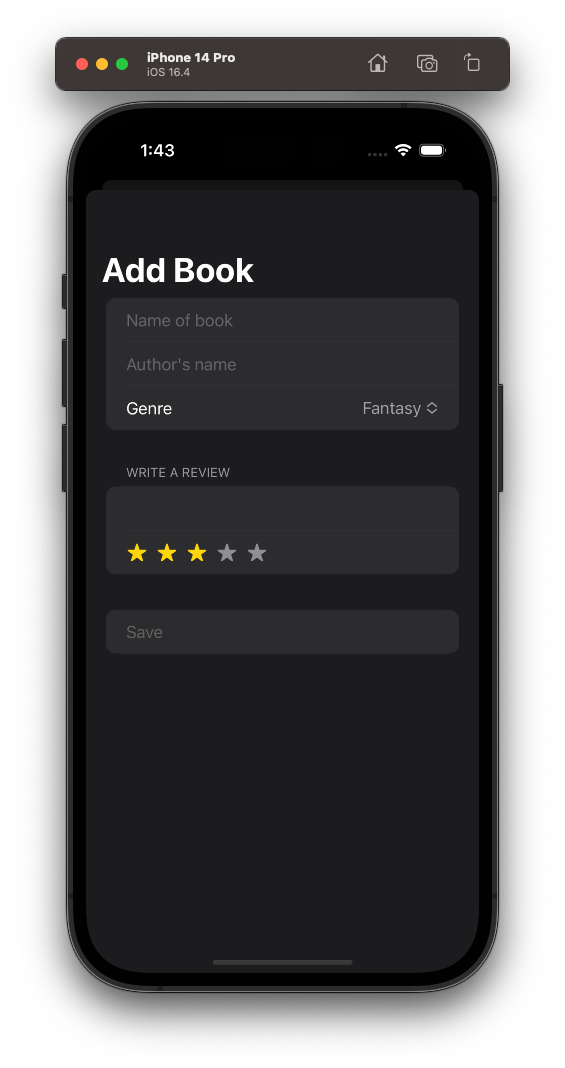 iPhone 14 Pro
iOS 16.4
1:43
Add Book
Name of book
Author's name
Genre Fantasy
WRITE A REVIEW
Save